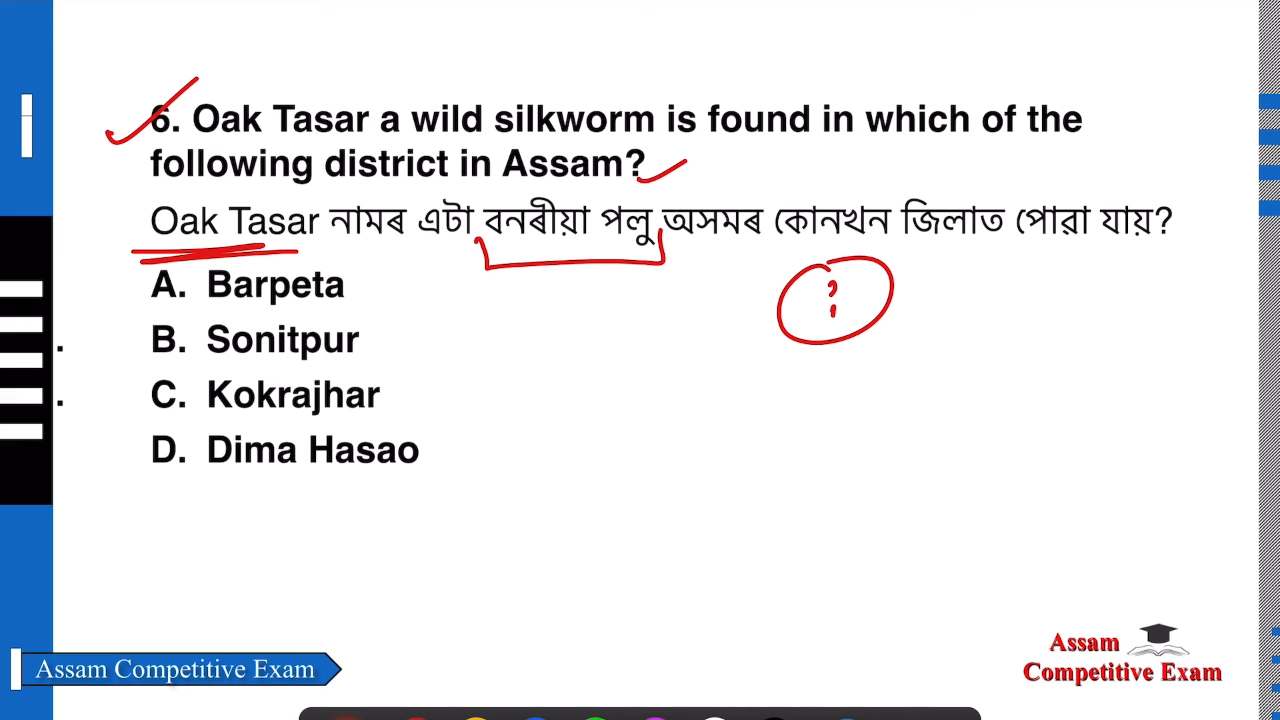 6. Oak Tasar a wild silkworm is found in which of the
following district in Assam?
Oak Tasar নামৰ এটা বনৰীয়া পলু অসমৰ কোনখন জিলাত পোৱা যায়?
A. Barpeta
B. Sonitpur
C. Kokrajhar
D. Dima Hasao
?
Assam Competitive Exam
Assam
Competitive Exam